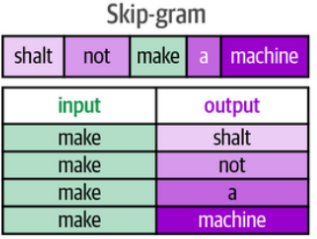 Skip-gram
shalt not make a machine
input output
make shalt
make not
make a
make machine